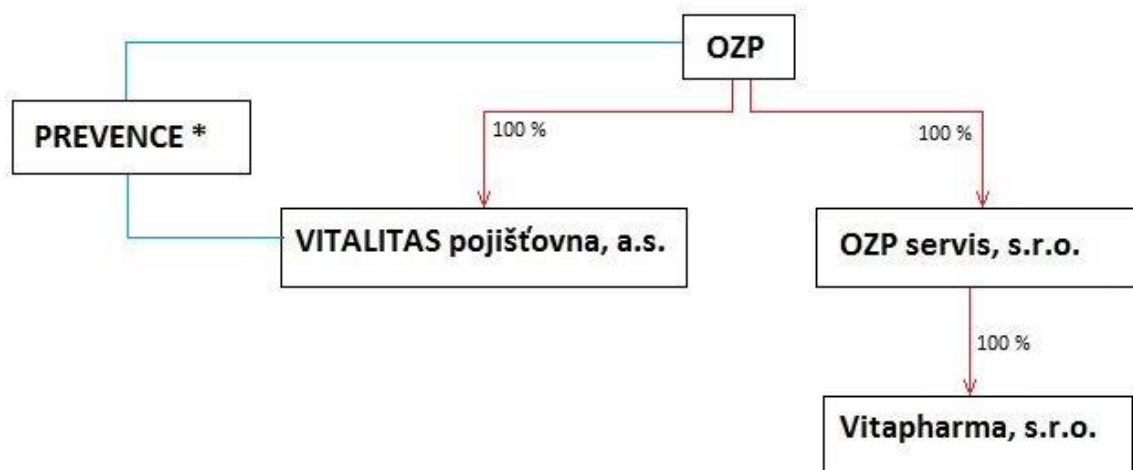 OZP
PREVENCE *
100 %
100 %
VITALITAS pojišťovna, a.s.
OZP servis, s.r.o.
100 %
Vitapharma, s.r.o.